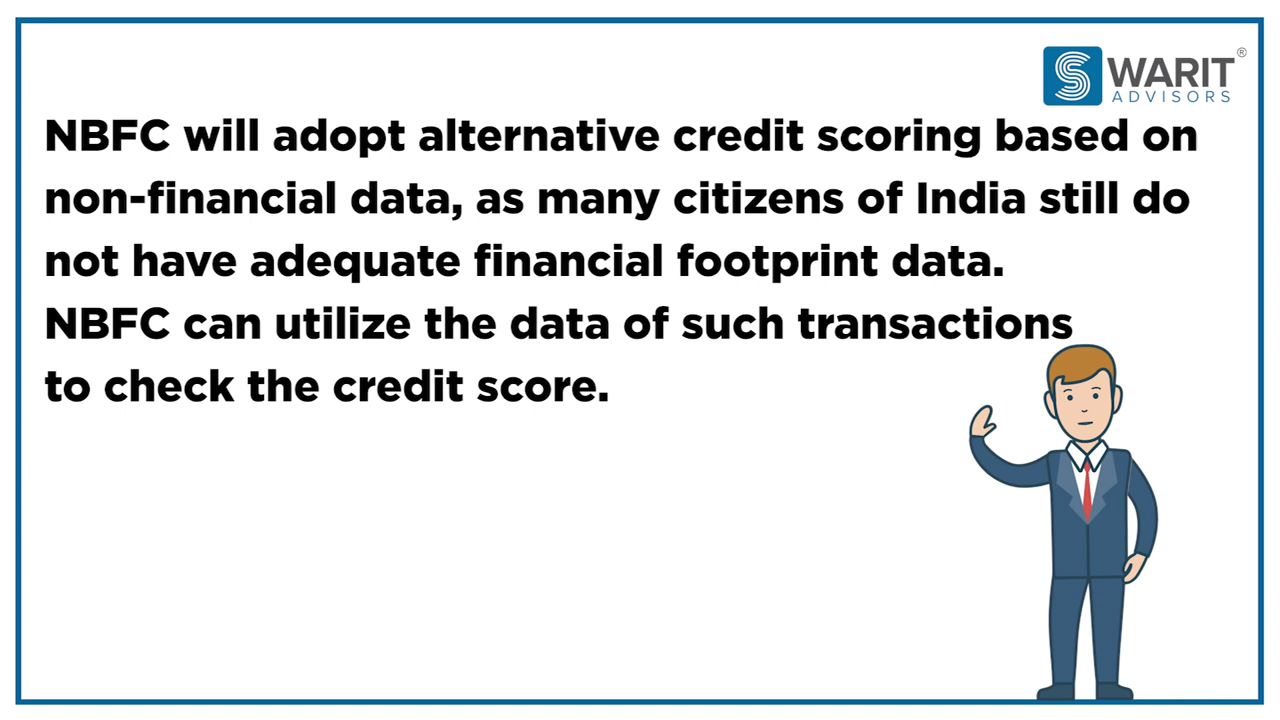 SWARIT®
ADVISORS
NBFC will adopt alternative credit scoring based on
non-financial data, as many citizens of India still do
not have adequate financial footprint data.
NBFC can utilize the data of such transactions
to check the credit score.